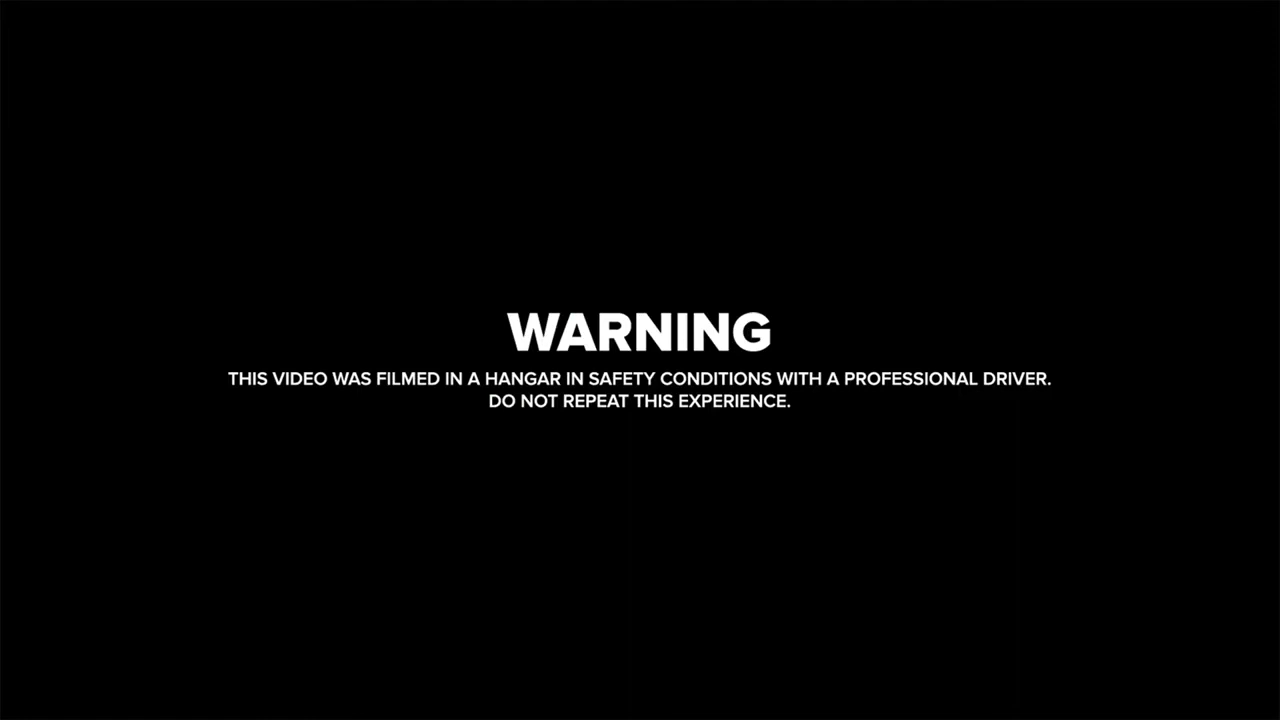 WARNING
THIS VIDEO WAS FILMED IN A HANGAR IN SAFETY CONDITIONS WITH A PROFESSIONAL DRIVER.
DO NOT REPEAT THIS EXPERIENCE.